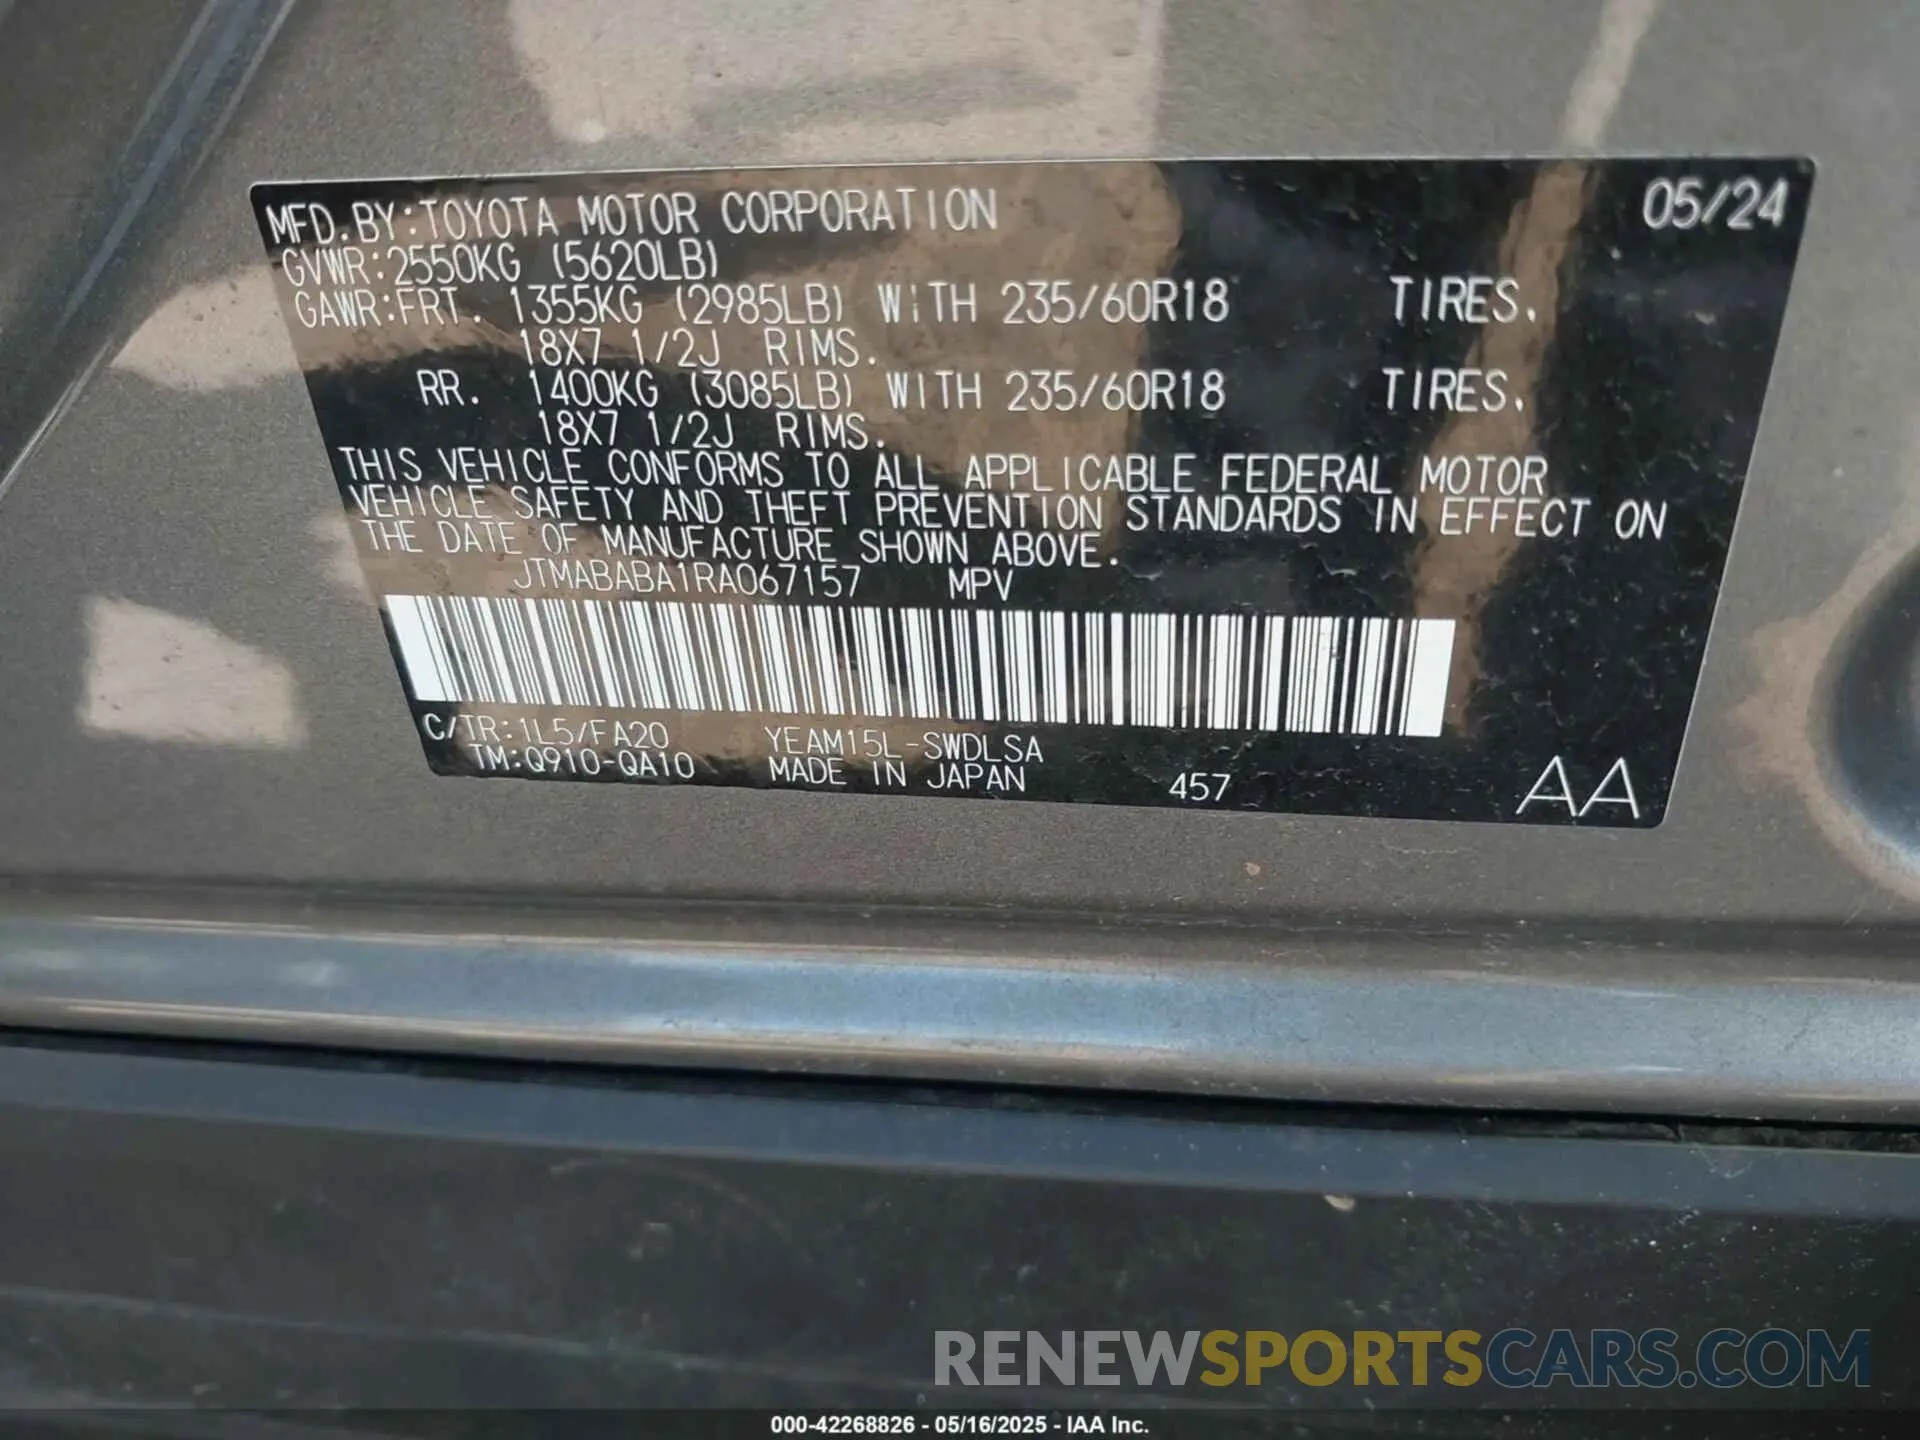 MFD.BY:TOYOTA MOTOR CORPORATION 05/24
GVWR:2550KG (5620LB)
GAWR:FRT. 1355KG (2985LB) WITH 235/60R18 TIRES.
18X7 1/2J RIMS.
RR. 1400KG (3085LB) WITH 235/60R18 TIRES.
18X7 1/2J RIMS.
THIS VEHICLE CONFORMS TO ALL APPLICABLE FEDERAL MOTOR
VEHICLE SAFETY AND THEFT PREVENTION STANDARDS IN EFFECT ON
THE DATE OF MANUFACTURE SHOWN ABOVE.
JTMABABA1RA067157 MPV
C/TR:1L5/FA20 YEAM15L-SWDLSA
TM:Q910-QA10 MADE IN JAPAN 457 AA
RENEWSPORTSCARS.COM
000-42268826 - 05/16/2025 - IAA Inc.